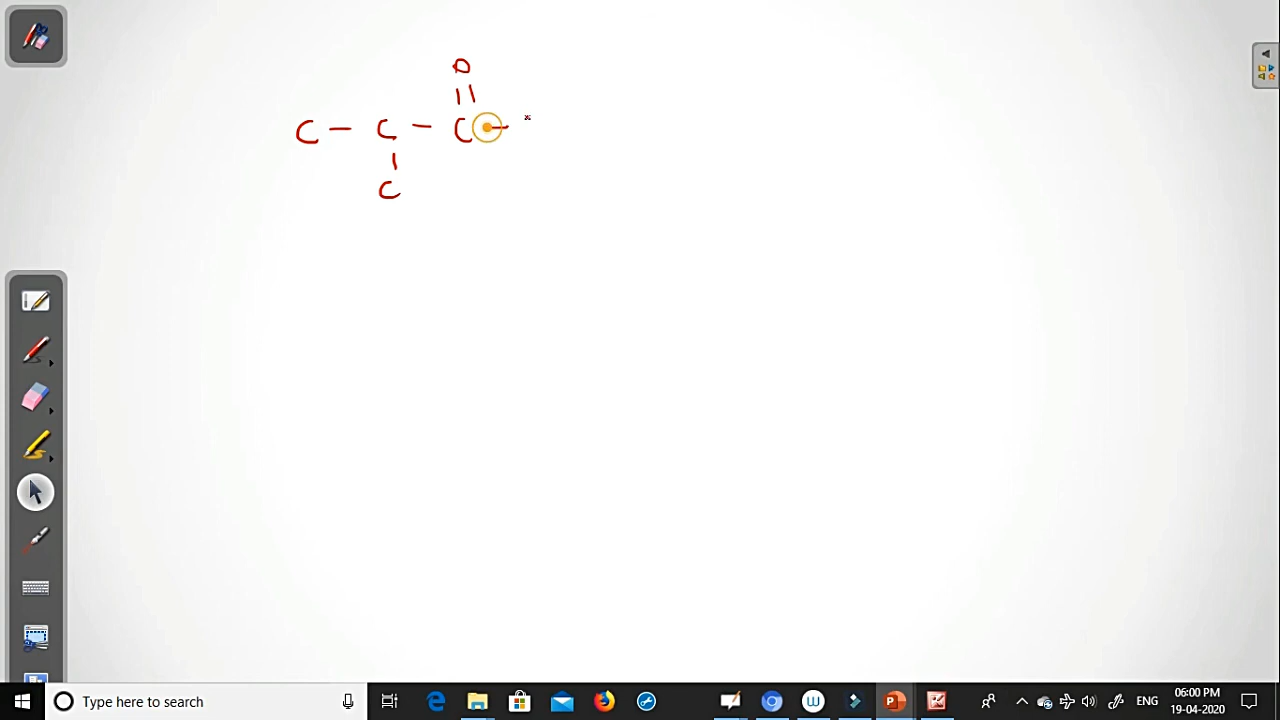 O
||
C - C - C -
|
C
Type here to search
ENG
06:00 PM
19-04-2020